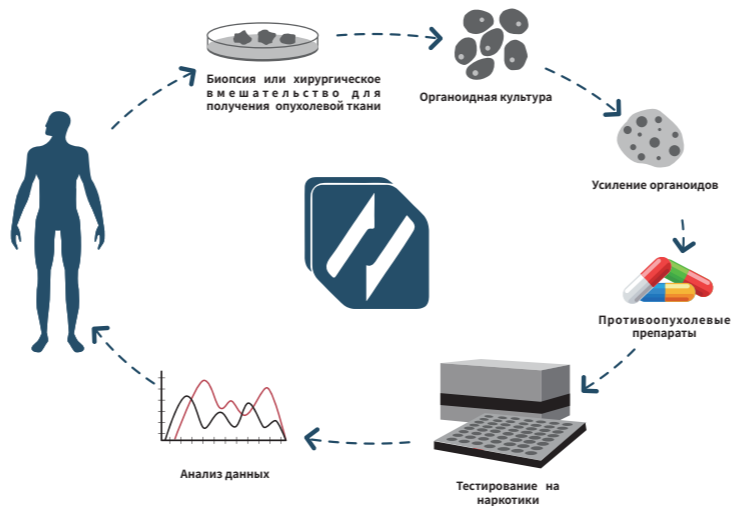 Биопсия или хирургическое
вмешательство для
получения опухолевой ткани
Органоидная культура
Усиление органоидов
Противоопухолевые
препараты
Тестирование на
наркотики
Анализ данных